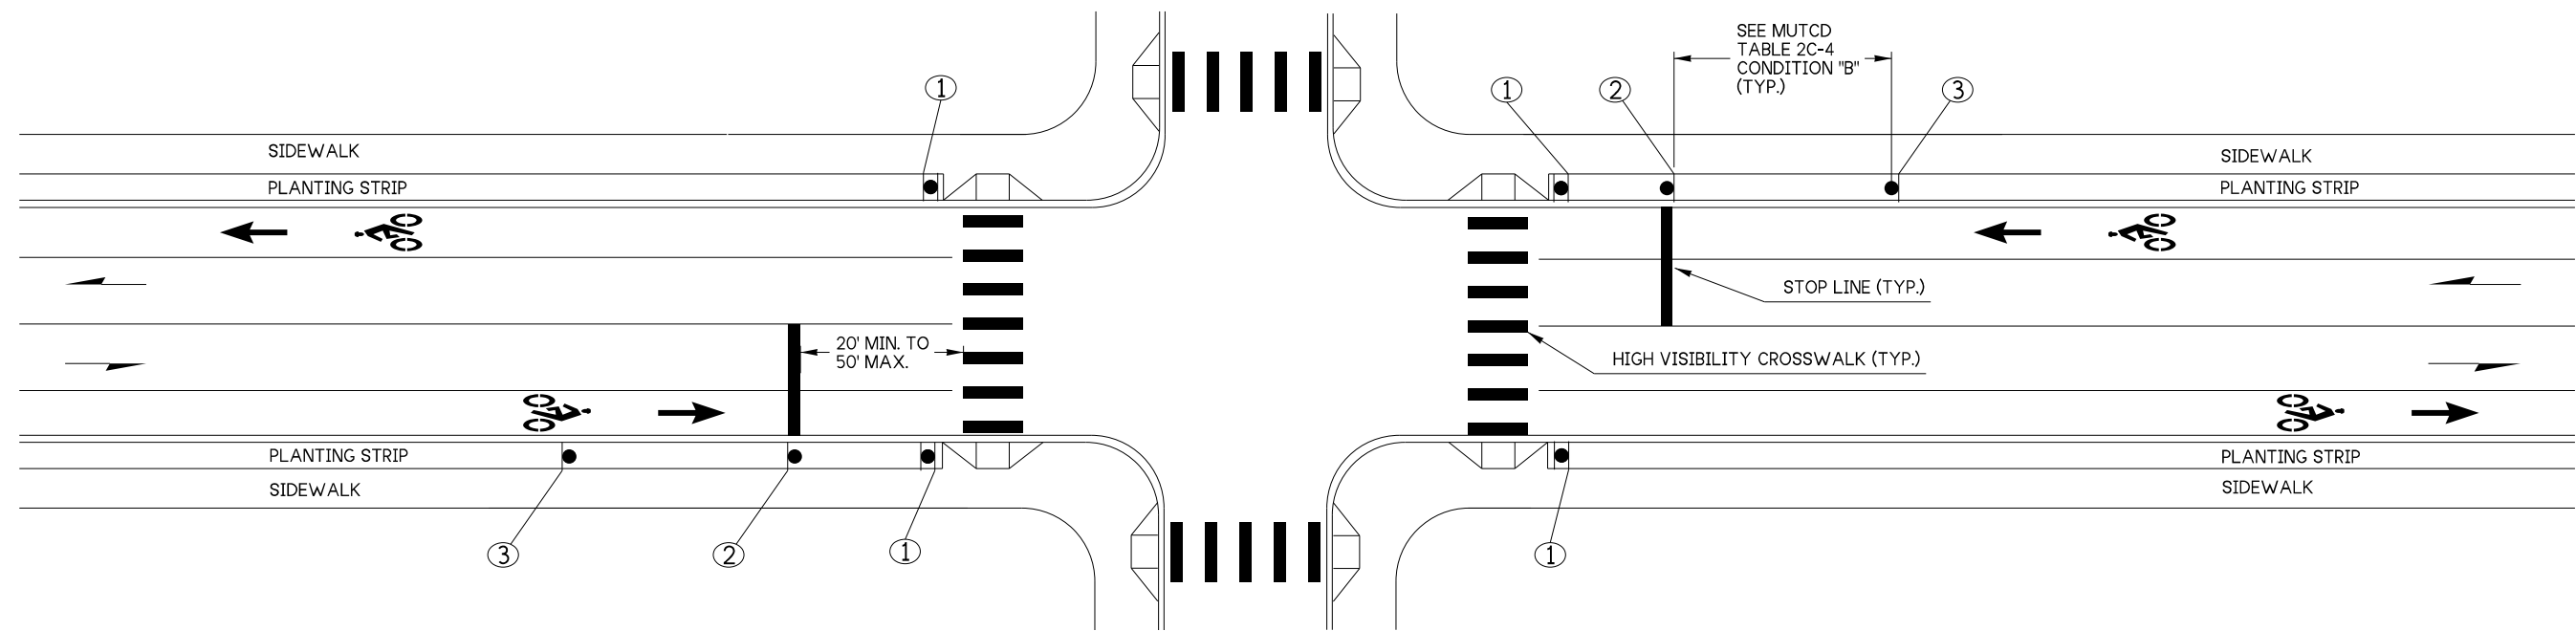 SEE MUTCD
TABLE 2C-4
CONDITION "B"
(TYP.)
1
1
2
3
SIDEWALK
SIDEWALK
PLANTING STRIP
PLANTING STRIP
STOP LINE (TYP.)
20' MIN. TO
50' MAX.
HIGH VISIBILITY CROSSWALK (TYP.)
PLANTING STRIP
PLANTING STRIP
SIDEWALK
SIDEWALK
3
2
1
1